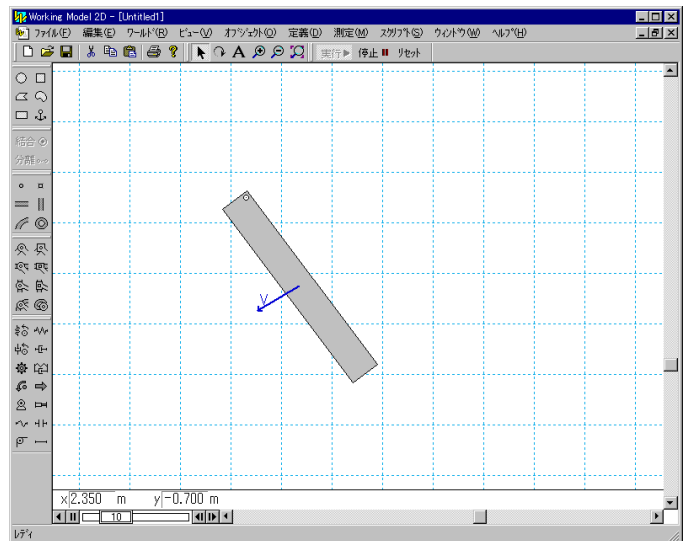 Working Model 2D - [Untitled1]
ファイル(F) 編集(E) ワールド(R) ビュー(V) オブジェクト(O) 定義(D) 測定(M) スクリプト(S) ウィンドウ(W) ヘルプ(H)
A 実行 停止 リセット
結合
分離
V
x 2.350 m y -0.700 m
10
レディ